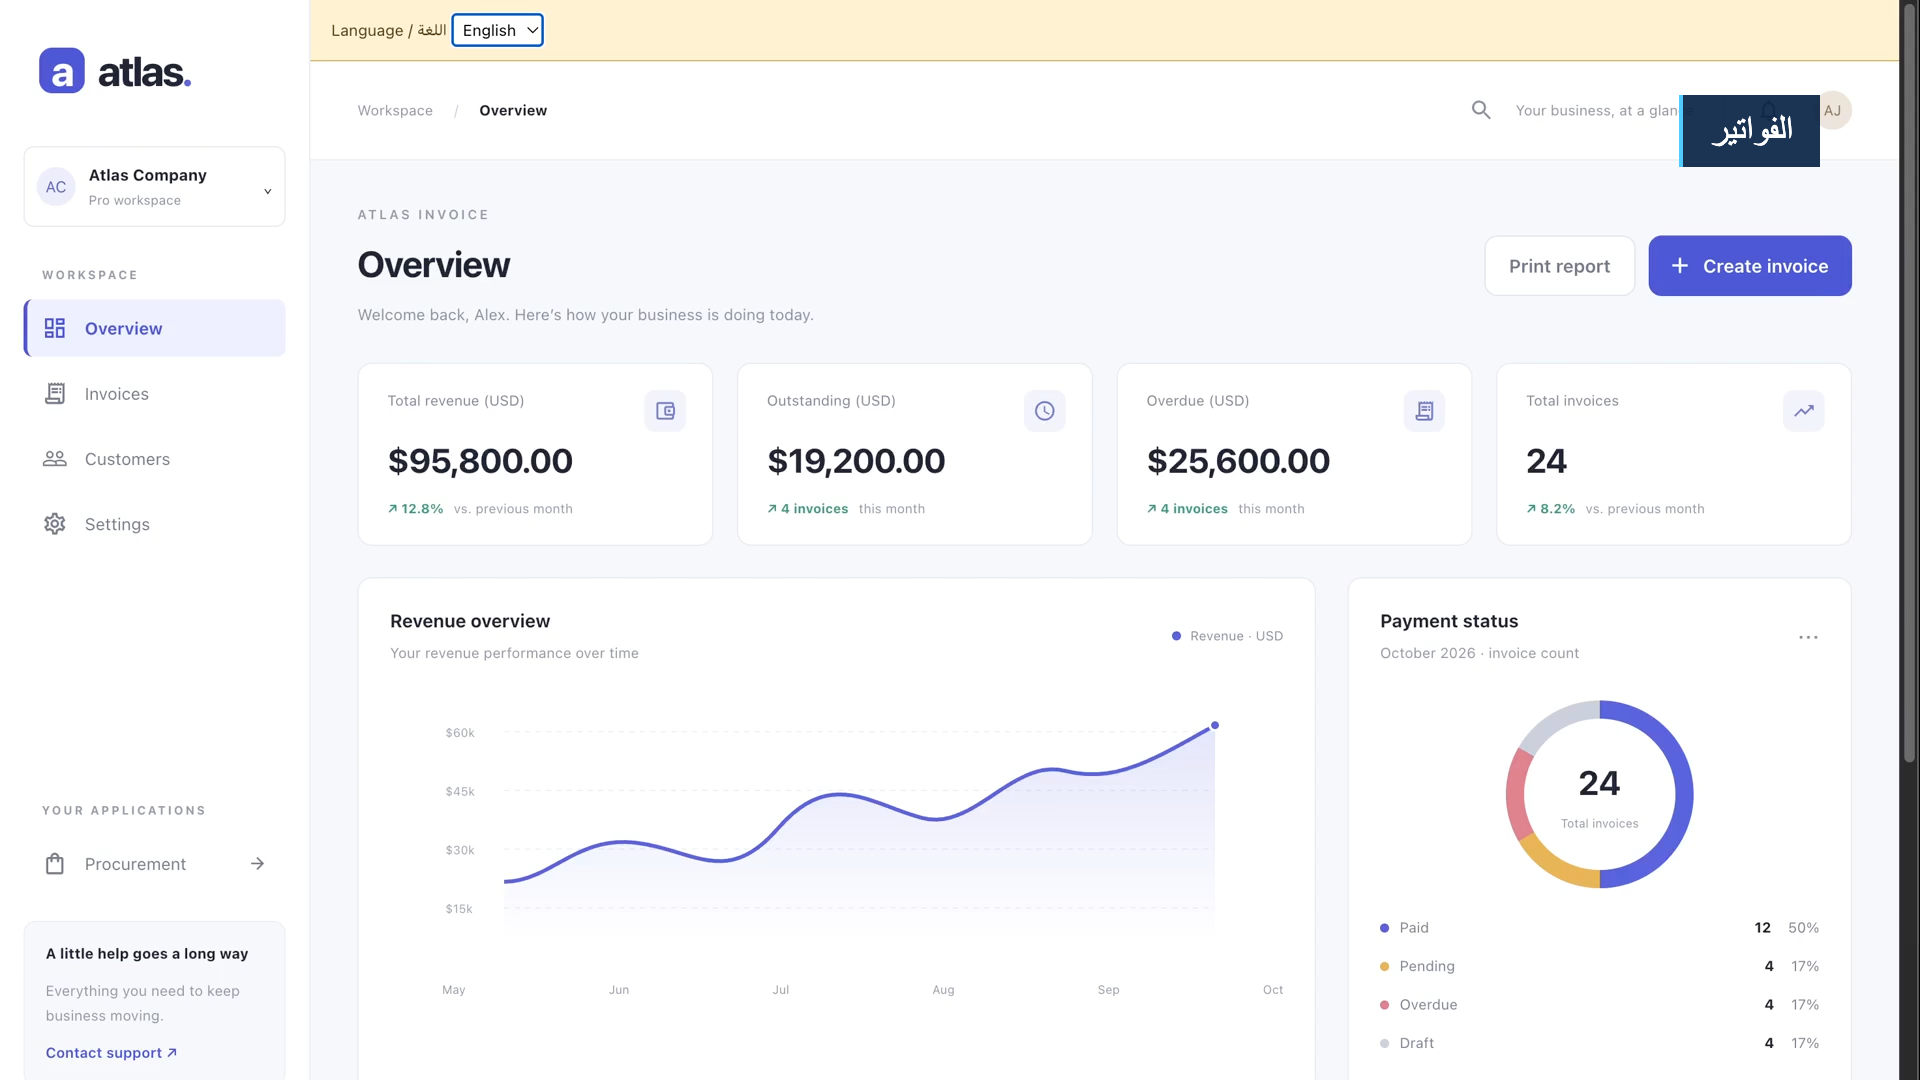 Language / اللغة English
a atlas.
AC Atlas Company
Pro workspace
WORKSPACE
Overview
Invoices
Customers
Settings
YOUR APPLICATIONS
Procurement
A little help goes a long way
Everything you need to keep
business moving.
Contact support ↗
Workspace / Overview
Your business, at a glan
الفواتير
AJ
ATLAS INVOICE
Overview
Welcome back, Alex. Here’s how your business is doing today.
Print report
+ Create invoice
Total revenue (USD)
$95,800.00
↗ 12.8% vs. previous month
Outstanding (USD)
$19,200.00
↗ 4 invoices this month
Overdue (USD)
$25,600.00
↗ 4 invoices this month
Total invoices
24
↗ 8.2% vs. previous month
Revenue overview
Your revenue performance over time
Revenue · USD
$60k
$45k
$30k
$15k
May Jun Jul Aug Sep Oct
Payment status
October 2026 · invoice count
24
Total invoices
Paid 12 50%
Pending 4 17%
Overdue 4 17%
Draft 4 17%